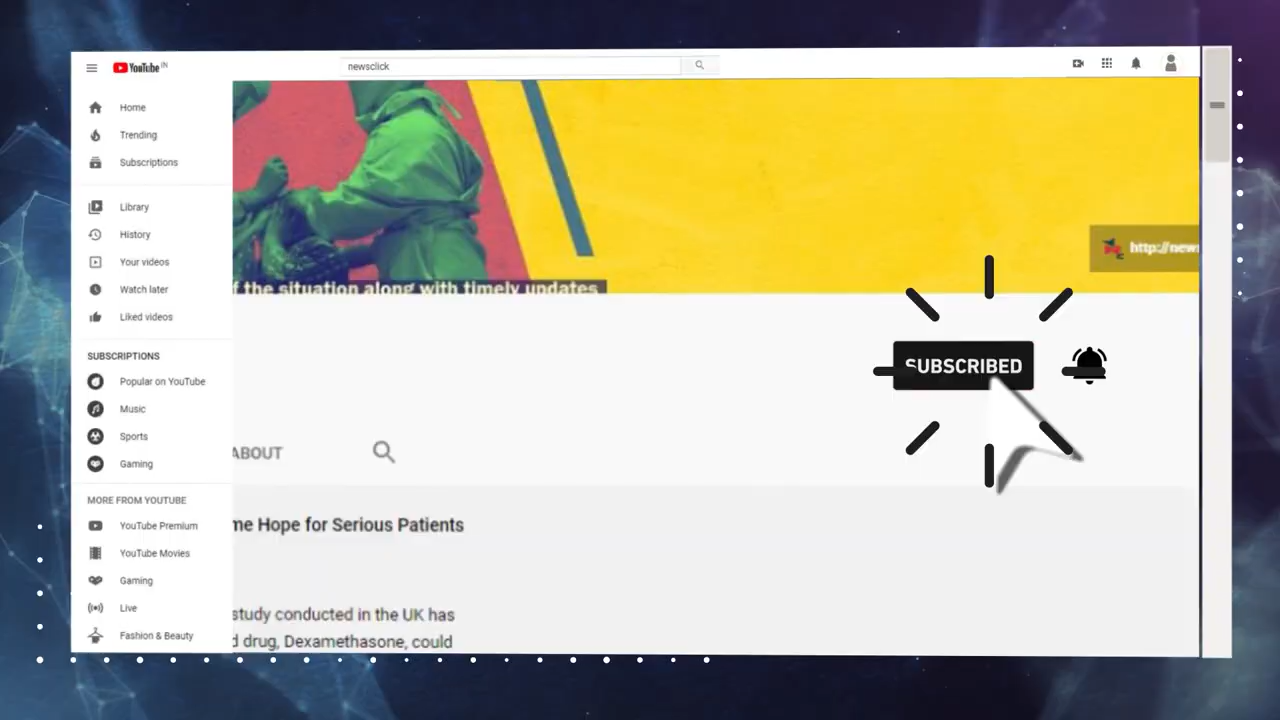 YouTube IN
newsclick
Home
Trending
Subscriptions
Library
History
Your videos
Watch later
Liked videos
SUBSCRIPTIONS
Popular on YouTube
Music
Sports
Gaming
MORE FROM YOUTUBE
YouTube Premium
YouTube Movies
Gaming
Live
Fashion & Beauty
f the situation along with timely updates
http://new
SUBSCRIBED
ABOUT
me Hope for Serious Patients
study conducted in the UK has
d drug, Dexamethasone, could